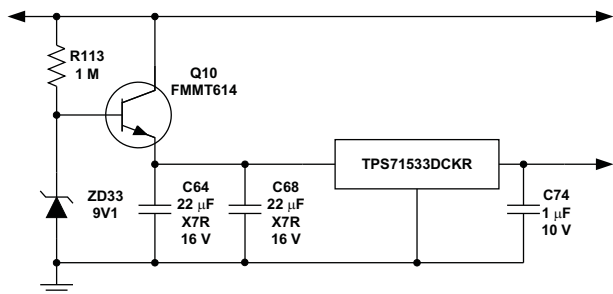 R113
1 M
Q10
FMMT614
TPS71533DCKR
ZD33
9V1
C64
22 μF
X7R
16 V
C68
22 μF
X7R
16 V
C74
1 μF
10 V